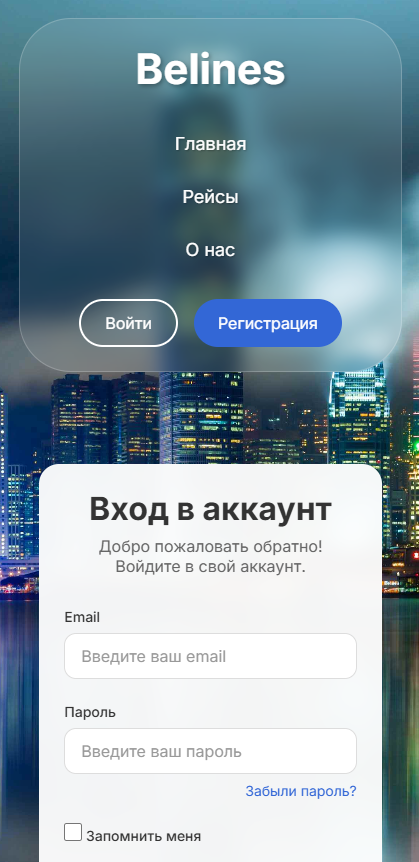 Belines
Главная
Рейсы
О нас
Войти
Регистрация
Вход в аккаунт
Добро пожаловать обратно!
Войдите в свой аккаунт.
Email
Введите ваш email
Пароль
Введите ваш пароль
Забыли пароль?
Запомнить меня